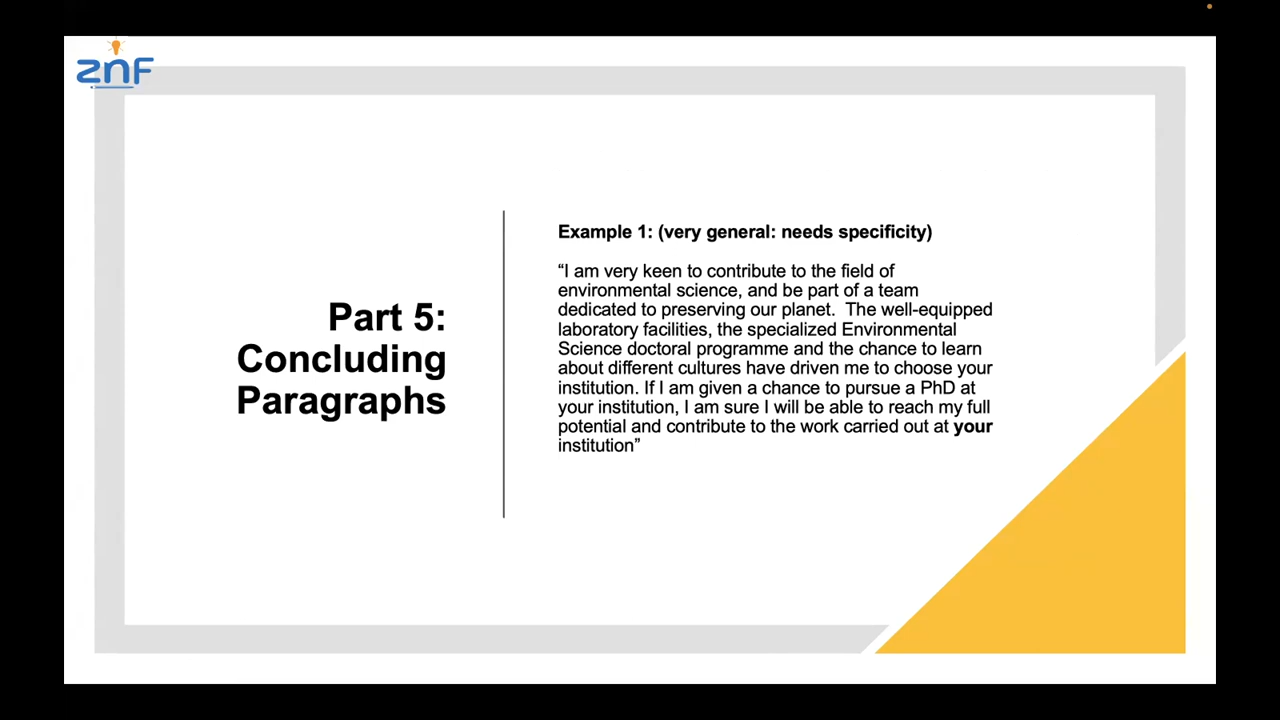 znF
Part 5:
Concluding
Paragraphs
Example 1: (very general: needs specificity)
“I am very keen to contribute to the field of
environmental science, and be part of a team
dedicated to preserving our planet.  The well-equipped
laboratory facilities, the specialized Environmental
Science doctoral programme and the chance to learn
about different cultures have driven me to choose your
institution. If I am given a chance to pursue a PhD at
your institution, I am sure I will be able to reach my full
potential and contribute to the work carried out at your
institution”